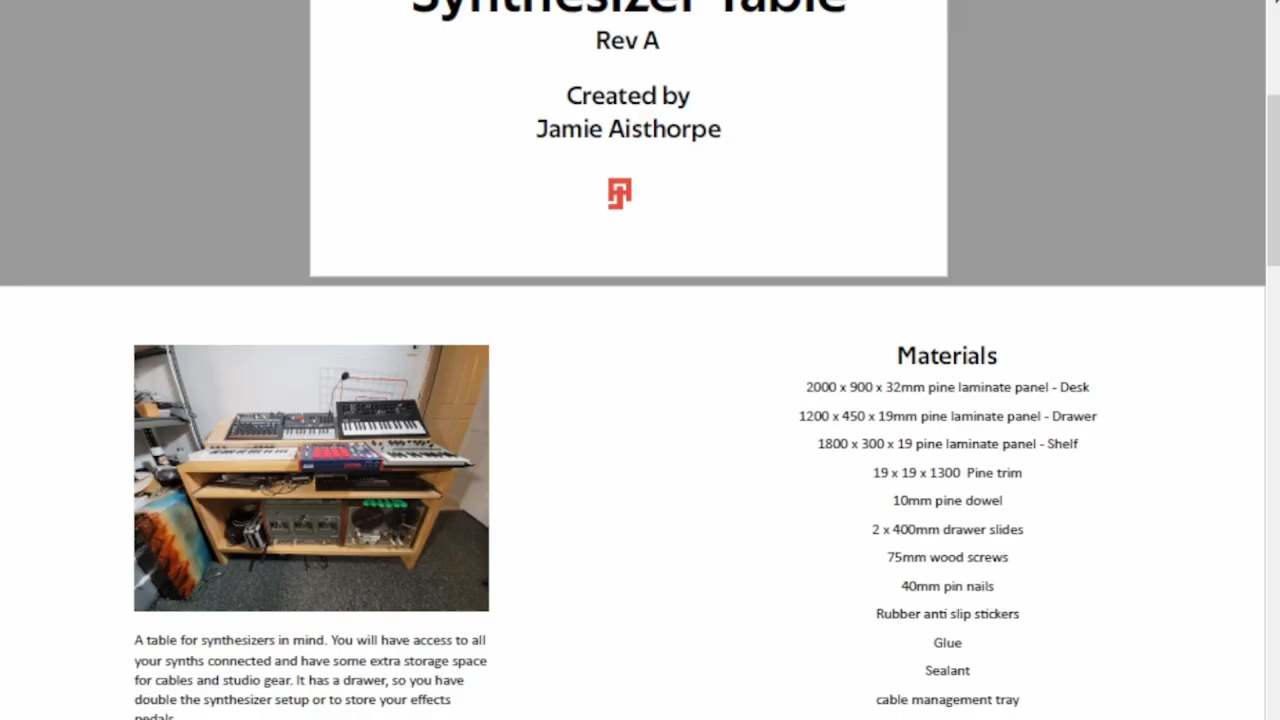 Synthesizer Table
Rev A
Created by
Jamie Aisthorpe
Materials
2000 x 900 x 32mm pine laminate panel - Desk
1200 x 450 x 19mm pine laminate panel - Drawer
1800 x 300 x 19 pine laminate panel - Shelf
19 x 19 x 1300 Pine trim
10mm pine dowel
2 x 400mm drawer slides
75mm wood screws
40mm pin nails
Rubber anti slip stickers
Glue
Sealant
cable management tray
A table for synthesizers in mind. You will have access to all
your synths connected and have some extra storage space
for cables and studio gear. It has a drawer, so you have
double the synthesizer setup or to store your effects
pedals